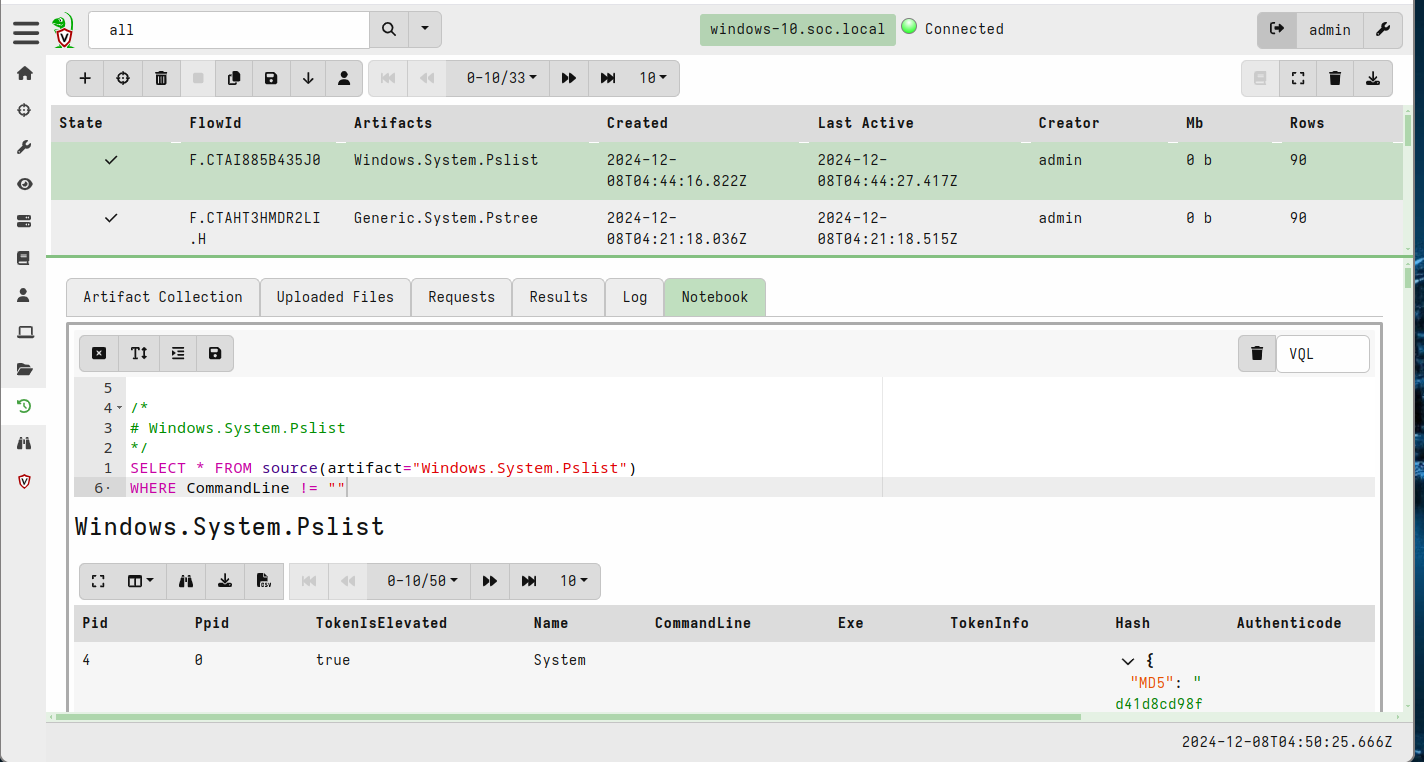 all
windows-10.soc.local
Connected
admin
0-10/33
10
State FlowId Artifacts Created Last Active Creator Mb Rows
F.CTAI885B435J0 Windows.System.Pslist 2024-12- 2024-12- admin 0 b 90
08T04:44:16.822Z 08T04:44:27.417Z
F.CTAHT3HMDR2LI Generic.System.Pstree 2024-12- 2024-12- admin 0 b 90
.H 08T04:21:18.036Z 08T04:21:18.515Z
Artifact Collection Uploaded Files Requests Results Log Notebook
VQL
5
4 /*
3 # Windows.System.Pslist
2 */
1 SELECT * FROM source(artifact="Windows.System.Pslist")
6· WHERE CommandLine != ""
Windows.System.Pslist
CSV
0-10/50
10
Pid Ppid TokenIsElevated Name CommandLine Exe TokenInfo Hash Authenticode
4 0 true System {
"MD5": "
d41d8cd98f
2024-12-08T04:50:25.666Z